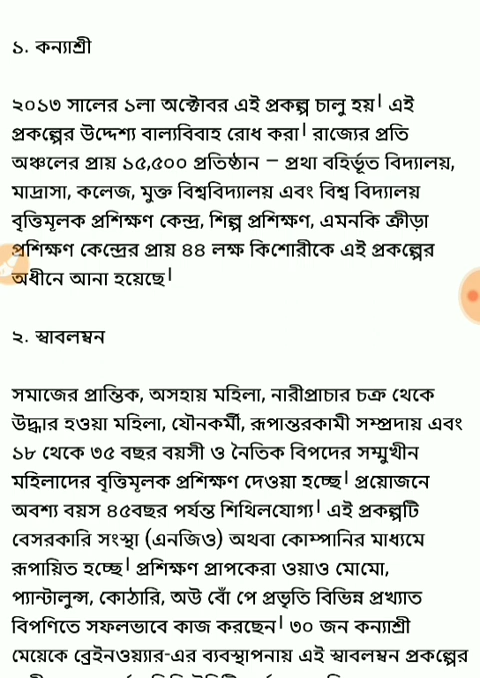 ১. কন্যাশ্রী
২০১৩ সালের ১লা অক্টোবর এই প্রকল্প চালু হয়| এই
প্রকল্পের উদ্দেশ্য বাল্যবিবাহ রোধ করা| রাজ্যের প্রতি
অঞ্চলের প্রায় ১৫,৫০০ প্রতিষ্ঠান – প্রথা বহির্ভূত বিদ্যালয়,
মাদ্রাসা, কলেজ, মুক্ত বিশ্ববিদ্যালয় এবং বিশ্ব বিদ্যালয়
বৃত্তিমূলক প্রশিক্ষণ কেন্দ্র, শিল্প প্রশিক্ষণ, এমনকি ক্রীড়া
প্রশিক্ষণ কেন্দ্রের প্রায় ৪৪ লক্ষ কিশোরীকে এই প্রকল্পের
অধীনে আনা হয়েছে|
২. স্বাবলম্বন
সমাজের প্রান্তিক, অসহায় মহিলা, নারীপ্রাচার চক্র থেকে
উদ্ধার হওয়া মহিলা, যৌনকর্মী, রূপান্তরকামী সম্প্রদায় এবং
১৮ থেকে ৩৫ বছর বয়সী ও নৈতিক বিপদের সম্মুখীন
মহিলাদের বৃত্তিমূলক প্রশিক্ষণ দেওয়া হচ্ছে| প্রয়োজনে
অবশ্য বয়স ৪৫বছর পর্যন্ত শিথিলযোগ্য| এই প্রকল্পটি
বেসরকারি সংস্থা (এনজিও) অথবা কোম্পানির মাধ্যমে
রূপায়িত হচ্ছে| প্রশিক্ষণ প্রাপকেরা ওয়াও মোমো,
প্যান্টালুন্স, কোঠারি, অউ বোঁ পে প্রভৃতি বিভিন্ন প্রখ্যাত
বিপণিতে সফলভাবে কাজ করছেন| ৩০ জন কন্যাশ্রী
মেয়েকে ব্রেইনওয়্যার-এর ব্যবস্থাপনায় এই স্বাবলম্বন প্রকল্পের